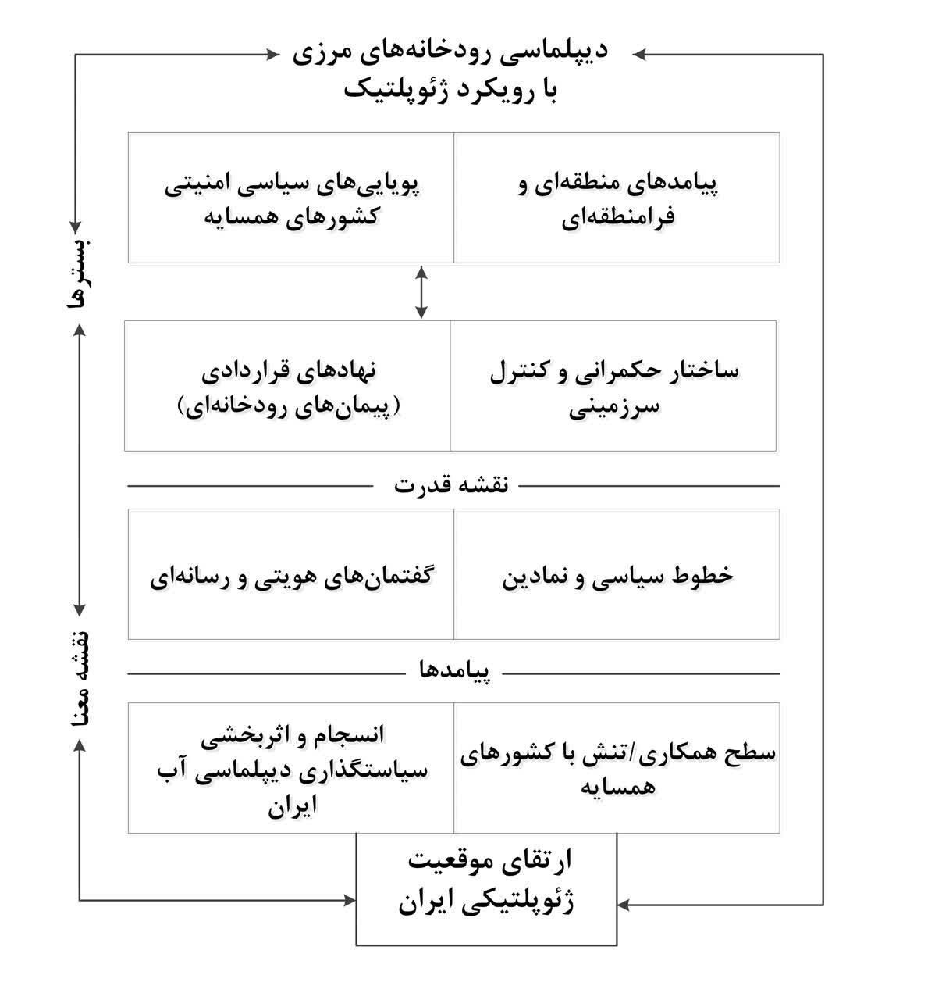 دیپلماسی رودخانه‌های مرزی
با رویکرد ژئوپلتیک
پیامدهای منطقه‌ای و
فرامنطقه‌ای
پویایی‌های سیاسی امنیتی
کشورهای همسایه
بسترها
ساختار حکمرانی و کنترل
سرزمینی
نهادهای قراردادی
(پیمان‌های رودخانه‌ای)
نقشه قدرت
خطوط سیاسی و نمادین
گفتمان‌های هویتی و رسانه‌ای
نقشه معنا
پیامدها
سطح همکاری/تنش با کشورهای
همسایه
انسجام و اثربخشی
سیاستگذاری دیپلماسی آب
ایران
ارتقای موقعیت
ژئوپلتیکی ایران